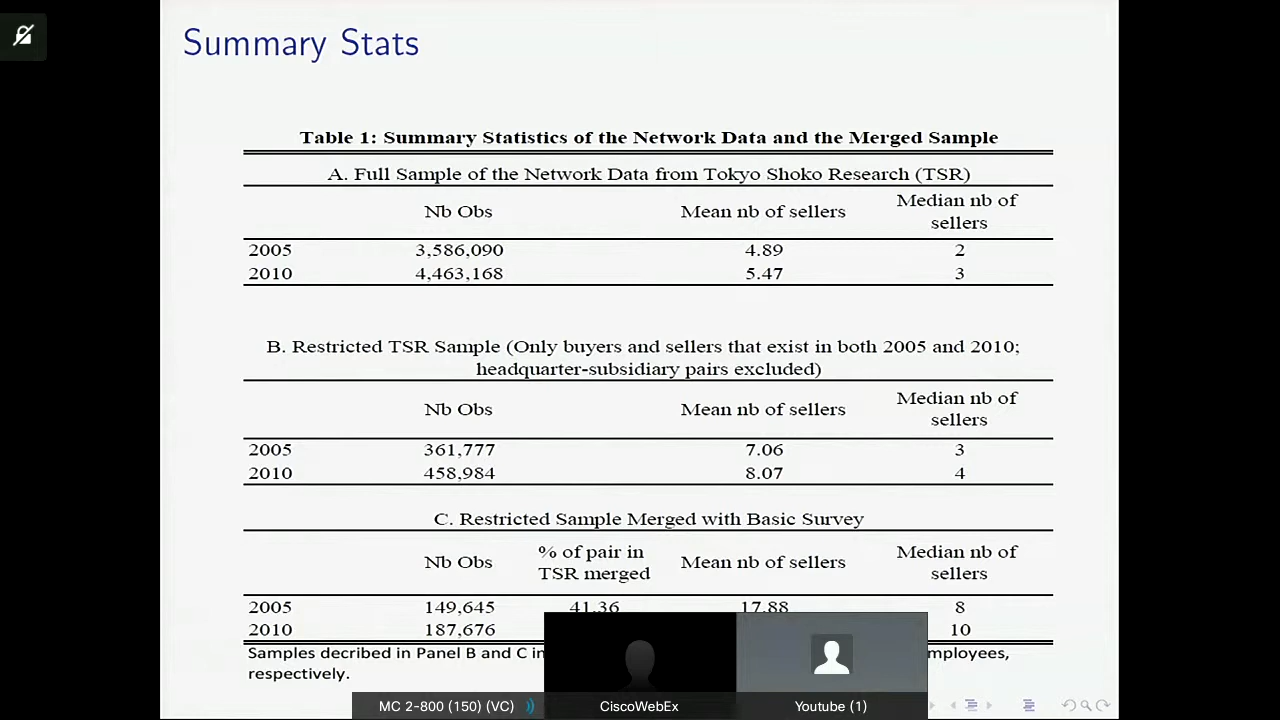 Summary Stats
Table 1: Summary Statistics of the Network Data and the Merged Sample
A. Full Sample of the Network Data from Tokyo Shoko Research (TSR)
Nb Obs Mean nb of sellers Median nb of sellers
2005 3,586,090 4.89 2
2010 4,463,168 5.47 3
B. Restricted TSR Sample (Only buyers and sellers that exist in both 2005 and 2010;
headquarter-subsidiary pairs excluded)
Nb Obs Mean nb of sellers Median nb of sellers
2005 361,777 7.06 3
2010 458,984 8.07 4
C. Restricted Sample Merged with Basic Survey
Nb Obs % of pair in TSR merged Mean nb of sellers Median nb of sellers
2005 149,645 41.36 17.88 8
2010 187,676 10
Samples decribed in Panel B and C in mployees,
respectively.
MC 2-800 (150) (VC) CiscoWebEx Youtube (1)